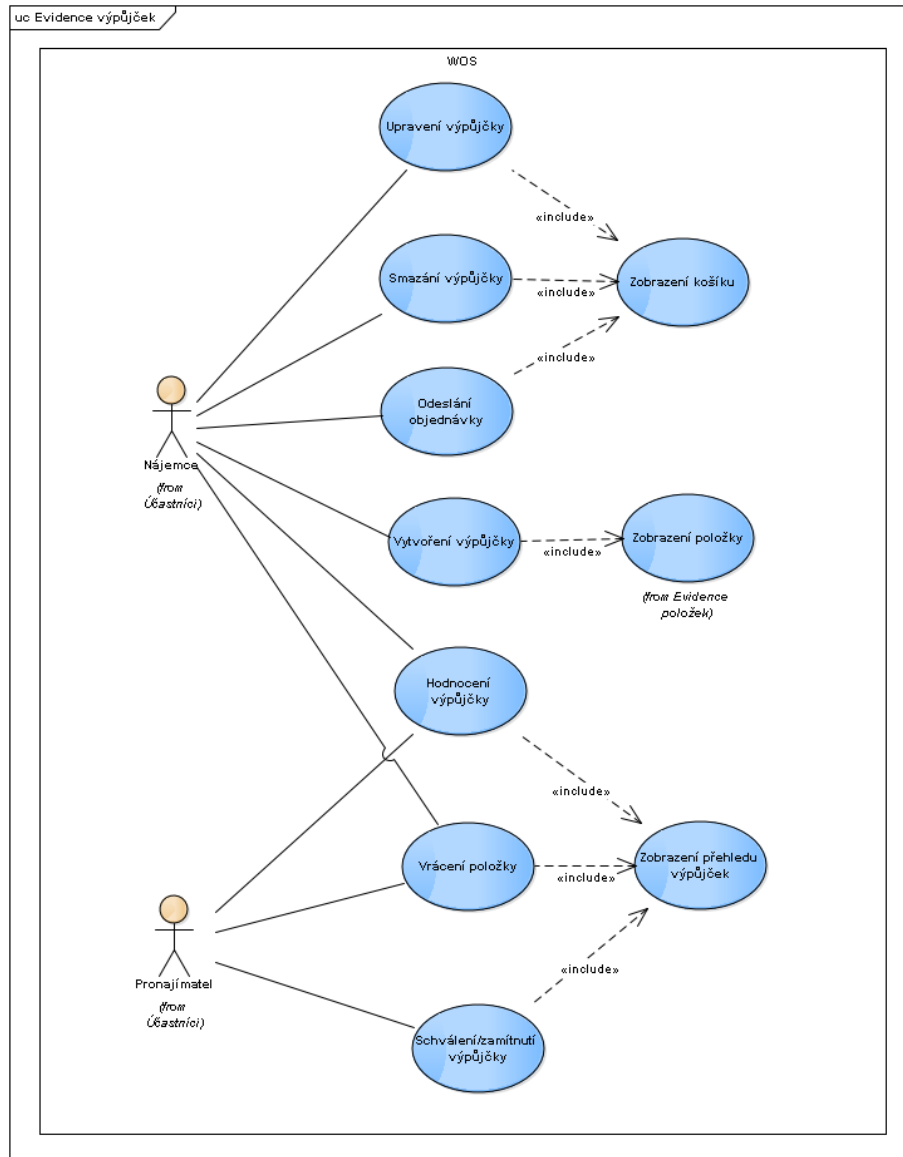 uc Evidence výpůjček
WOS
Upravení výpůjčky
«include»
Smazání výpůjčky
«include»
Zobrazení košíku
«include»
Odeslání
objednávky
Nájemce
(from
Účastníci)
Vytvoření výpůjčky
«include»
Zobrazení položky
(from Evidence
položek)
Hodnocení
výpůjčky
«include»
Vrácení položky
«include»
Zobrazení přehledu
výpůjček
Pronajímatel
(from
Účastníci)
«include»
Schválení/zamítnutí
výpůjčky